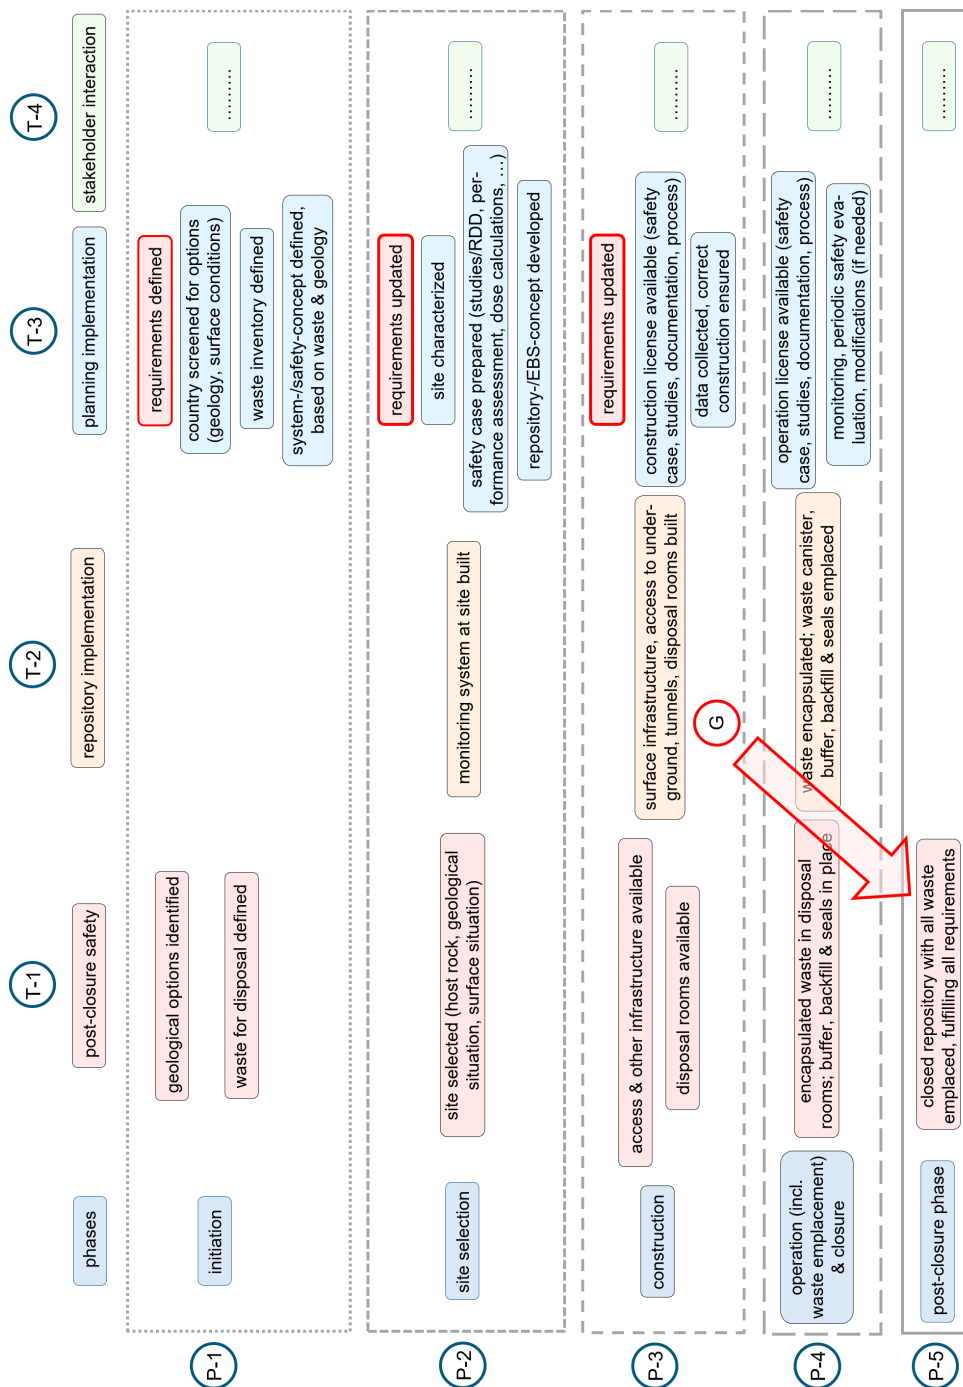 T-1
T-2
T-3
T-4
phases
post-closure safety
repository implementation
planning implementation
stakeholder interaction
P-1
initiation
geological options identified
waste for disposal defined
requirements defined
country screened for options
(geology, surface conditions)
waste inventory defined
system-/safety-concept defined,
based on waste & geology
.........
P-2
site selection
site selected (host rock, geological
situation, surface situation)
monitoring system at site built
requirements updated
site characterized
safety case prepared (studies/RDD, per-
formance assessment, dose calculations, ...)
repository-/EBS-concept developed
.........
P-3
construction
access & other infrastructure available
disposal rooms available
surface infrastructure, access to under-
ground, tunnels, disposal rooms built
G
requirements updated
construction license available (safety
case, studies, documentation, process)
data collected, correct
construction ensured
.........
P-4
operation (incl.
waste emplacement)
& closure
encapsulated waste in disposal
rooms; buffer, backfill & seals in place
waste encapsulated; waste canister,
buffer, backfill & seals emplaced
operation license available (safety
case, studies, documentation, process)
monitoring, periodic safety eva-
luation, modifications (if needed)
.........
P-5
post-closure phase
closed repository with all waste
emplaced, fulfilling all requirements
.........